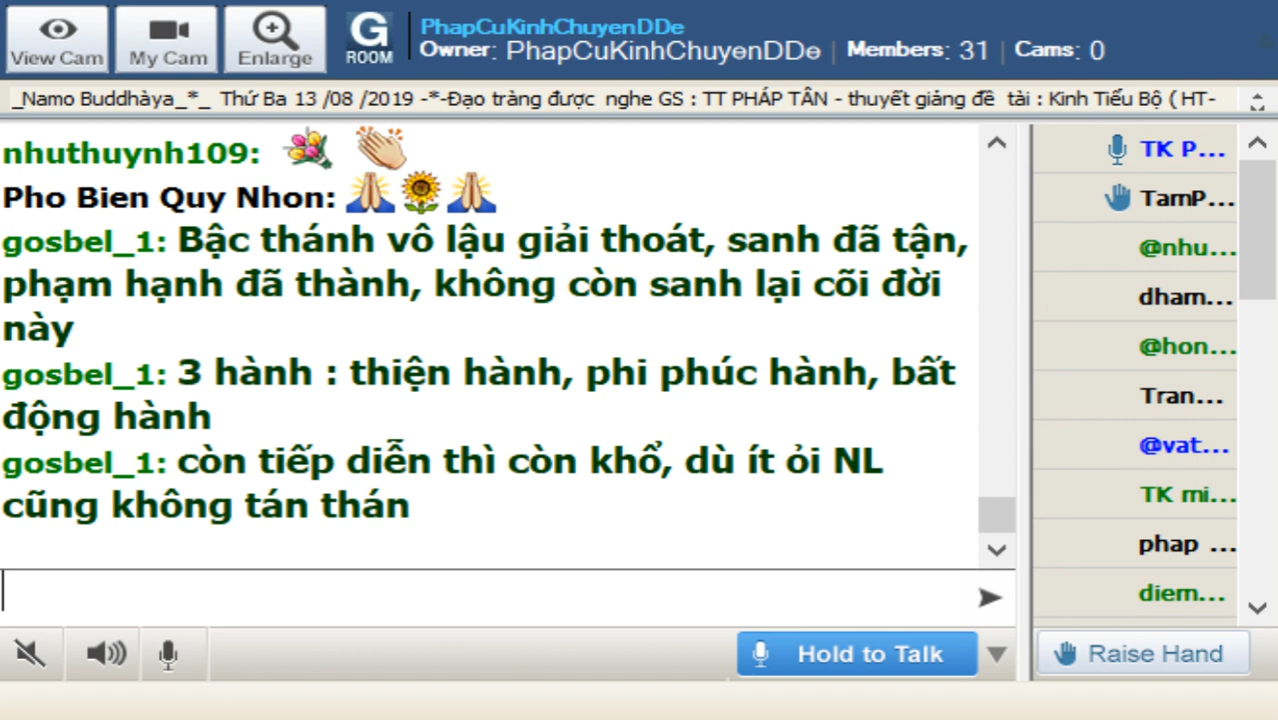 View Cam
My Cam
Enlarge
G
ROOM
PhapCuKinhChuyenDDe
Owner: PhapCuKinhChuyenDDe | Members: 31 | Cams: 0
_Namo Buddhàya_*_ Thứ Ba 13 /08 /2019 -*-Đạo tràng được nghe GS : TT PHÁP TÂN - thuyết giảng đề tài : Kinh Tiểu Bộ ( HT-
nhuthuynh109:
Pho Bien Quy Nhon:
gosbel_1: Bậc thánh vô lậu giải thoát, sanh đã tận,
phạm hạnh đã thành, không còn sanh lại cõi đời
này
gosbel_1: 3 hành : thiện hành, phi phúc hành, bất
động hành
gosbel_1: còn tiếp diễn thì còn khổ, dù ít ỏi NL
cũng không tán thán
Hold to Talk
TK P...
TamP...
@nhu...
dham...
@hon...
Tran...
@vat...
TK mi...
phap ...
diem...
Raise Hand